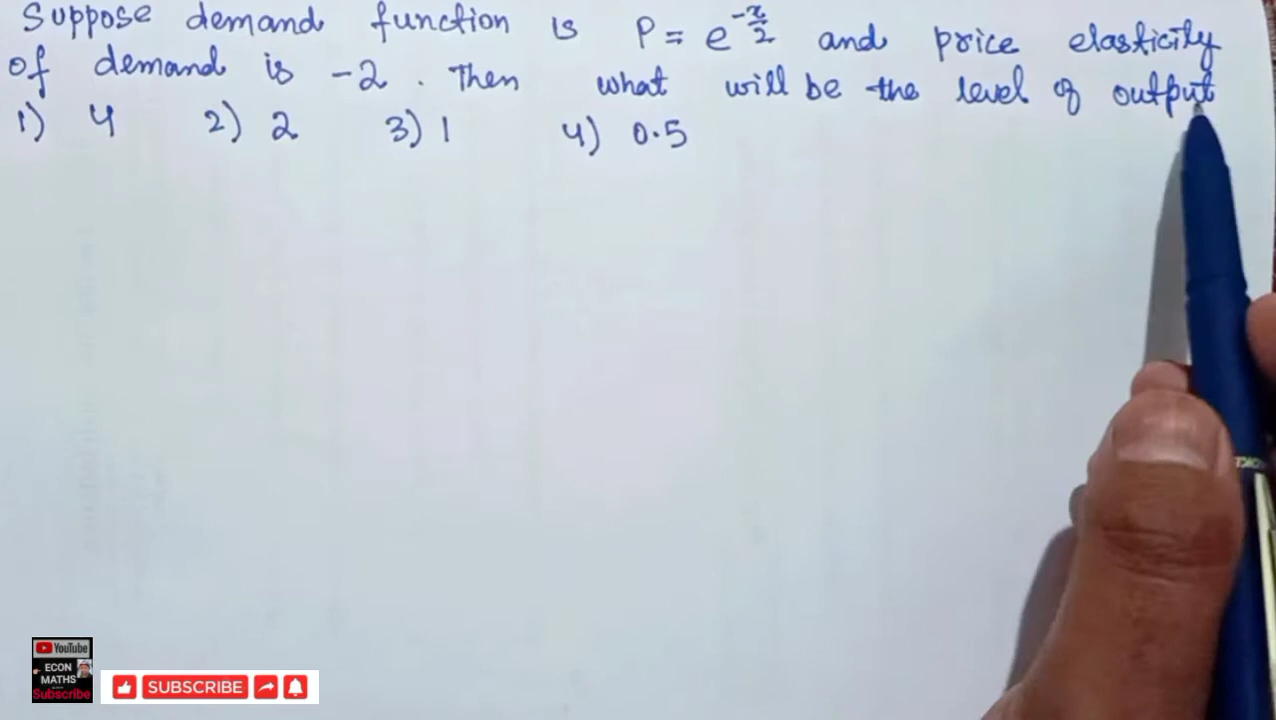 Suppose demand function is P = e^{-x/2} and price elasticity
of demand is -2. Then what will be the level of output
1) 4 2) 2 3) 1 4) 0.5
YouTube
ECON
MATHS
Subscribe
SUBSCRIBE